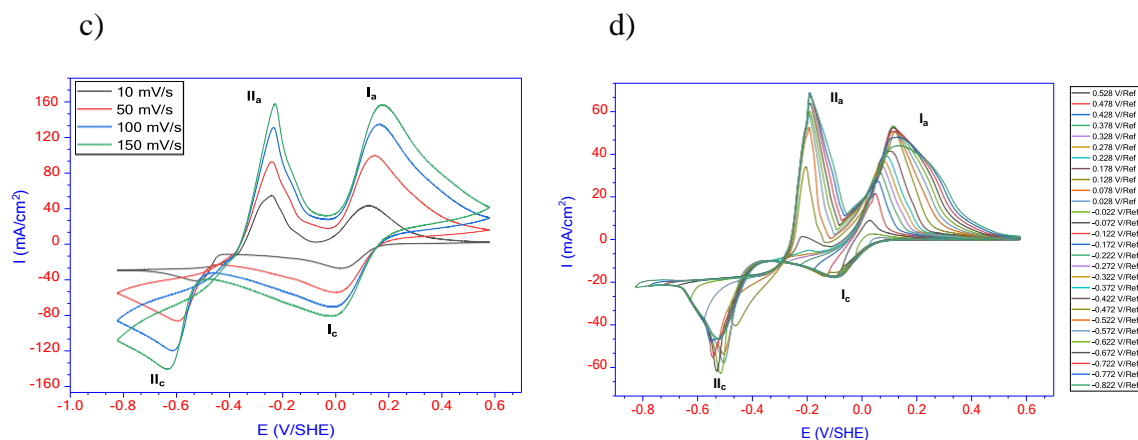 c)
10 mV/s
50 mV/s
100 mV/s
150 mV/s
IIa
Ia
Ic
IIc
160
120
80
40
0
-40
-80
-120
-160
I (mA/cm²)
-1.0 -0.8 -0.6 -0.4 -0.2 0.0 0.2 0.4 0.6
E (V/SHE)
d)
IIa
Ia
Ic
IIc
60
40
20
0
-20
-40
-60
I (mA/cm²)
-0.8 -0.6 -0.4 -0.2 0.0 0.2 0.4 0.6
E (V/SHE)
0.528 V/Ref
0.478 V/Ref
0.428 V/Ref
0.378 V/Ref
0.328 V/Ref
0.278 V/Ref
0.228 V/Ref
0.178 V/Ref
0.128 V/Ref
0.078 V/Ref
0.028 V/Ref
-0.022 V/Ref
-0.072 V/Ref
-0.122 V/Ref
-0.172 V/Ref
-0.222 V/Ref
-0.272 V/Ref
-0.322 V/Ref
-0.372 V/Ref
-0.422 V/Ref
-0.472 V/Ref
-0.522 V/Ref
-0.572 V/Ref
-0.622 V/Ref
-0.672 V/Ref
-0.722 V/Ref
-0.772 V/Ref
-0.822 V/Ref